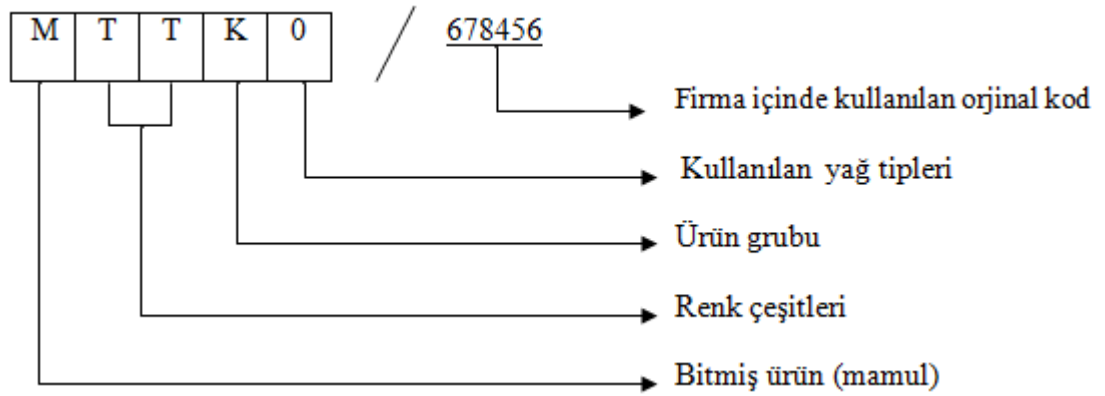 M T T K 0 / 678456
Firma içinde kullanılan orjinal kod
Kullanılan yağ tipleri
Ürün grubu
Renk çeşitleri
Bitmiş ürün (mamul)